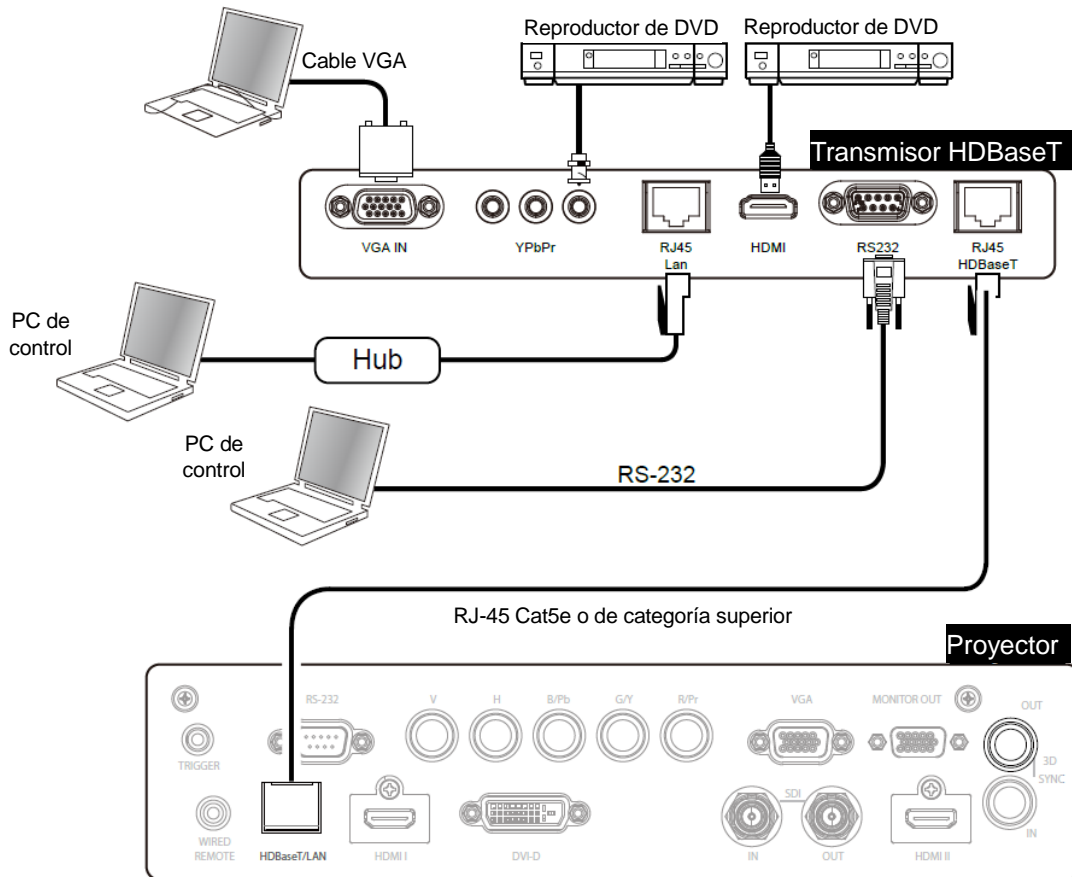 Reproductor de DVD
Reproductor de DVD
Cable VGA
Transmisor HDBaseT
VGA IN
YPbPr
RJ45
Lan
HDMI
RS232
RJ45
HDBaseT
PC de
control
Hub
PC de
control
RS-232
RJ-45 Cat5e o de categoría superior
Proyector
RS-232
V
H
B/Pb
G/Y
R/Pr
VGA
MONITOR OUT
OUT
TRIGGER
3D
SYNC
SDI
WIRED
REMOTE
HDBaseT/LAN
HDMI I
DVI-D
IN
OUT
HDMI II
IN